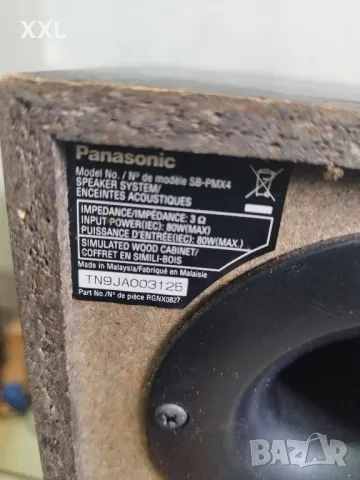 XXL
Panasonic
Model No. / N° de modèle SB-PMX4
SPEAKER SYSTEM/
ENCEINTES ACOUSTIQUES
IMPEDANCE/IMPÉDANCE: 3 Ω
INPUT POWER(IEC): 80W(MAX)
PUISSANCE D'ENTRÉE(IEC): 80W(MAX.)
SIMULATED WOOD CABINET/
COFFRET EN SIMILI-BOIS
Made in Malaysia/Fabriqué en Malaisie
TN9JA003125
Part No./N° de pièce RGNX0827
bazar
bg